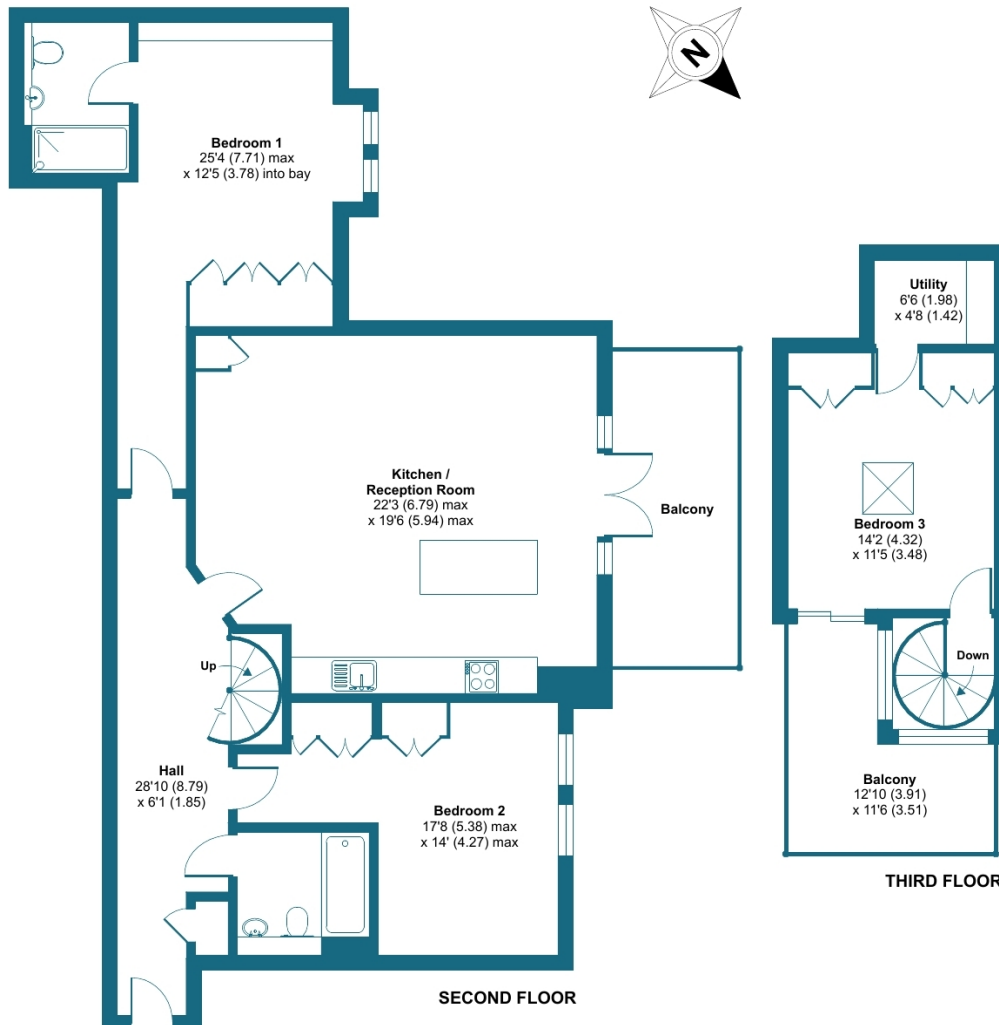 N
Bedroom 1
25'4 (7.71) max
x 12'5 (3.78) into bay
Utility
6'6 (1.98)
x 4'8 (1.42)
Kitchen /
Reception Room
22'3 (6.79) max
x 19'6 (5.94) max
Balcony
Bedroom 3
14'2 (4.32)
x 11'5 (3.48)
Up
Down
Hall
28'10 (8.79)
x 6'1 (1.85)
Bedroom 2
17'8 (5.38) max
x 14' (4.27) max
Balcony
12'10 (3.91)
x 11'6 (3.51)
THIRD FLOOR
SECOND FLOOR